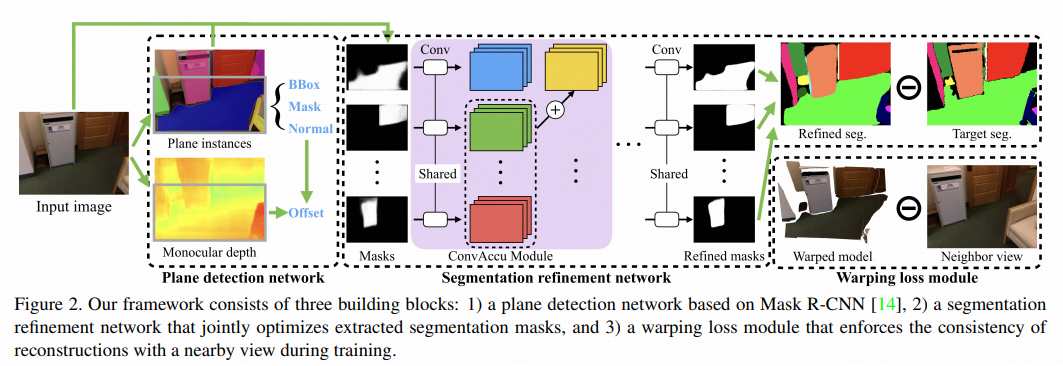 Input image
BBox
Mask
Normal
Plane instances
Offset
Monocular depth
Plane detection network
Conv
Shared
Masks
ConvAccu Module
Conv
Shared
Refined masks
Segmentation refinement network
Refined seg.
Target seg.
Warped model
Neighbor view
Warping loss module
Figure 2. Our framework consists of three building blocks: 1) a plane detection network based on Mask R-CNN [14], 2) a segmentation
refinement network that jointly optimizes extracted segmentation masks, and 3) a warping loss module that enforces the consistency of
reconstructions with a nearby view during training.